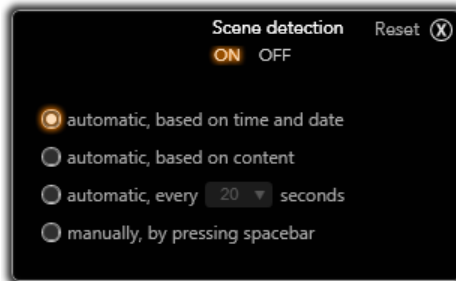 Scene detection Reset X
ON OFF
automatic, based on time and date
automatic, based on content
automatic, every 20 seconds
manually, by pressing spacebar